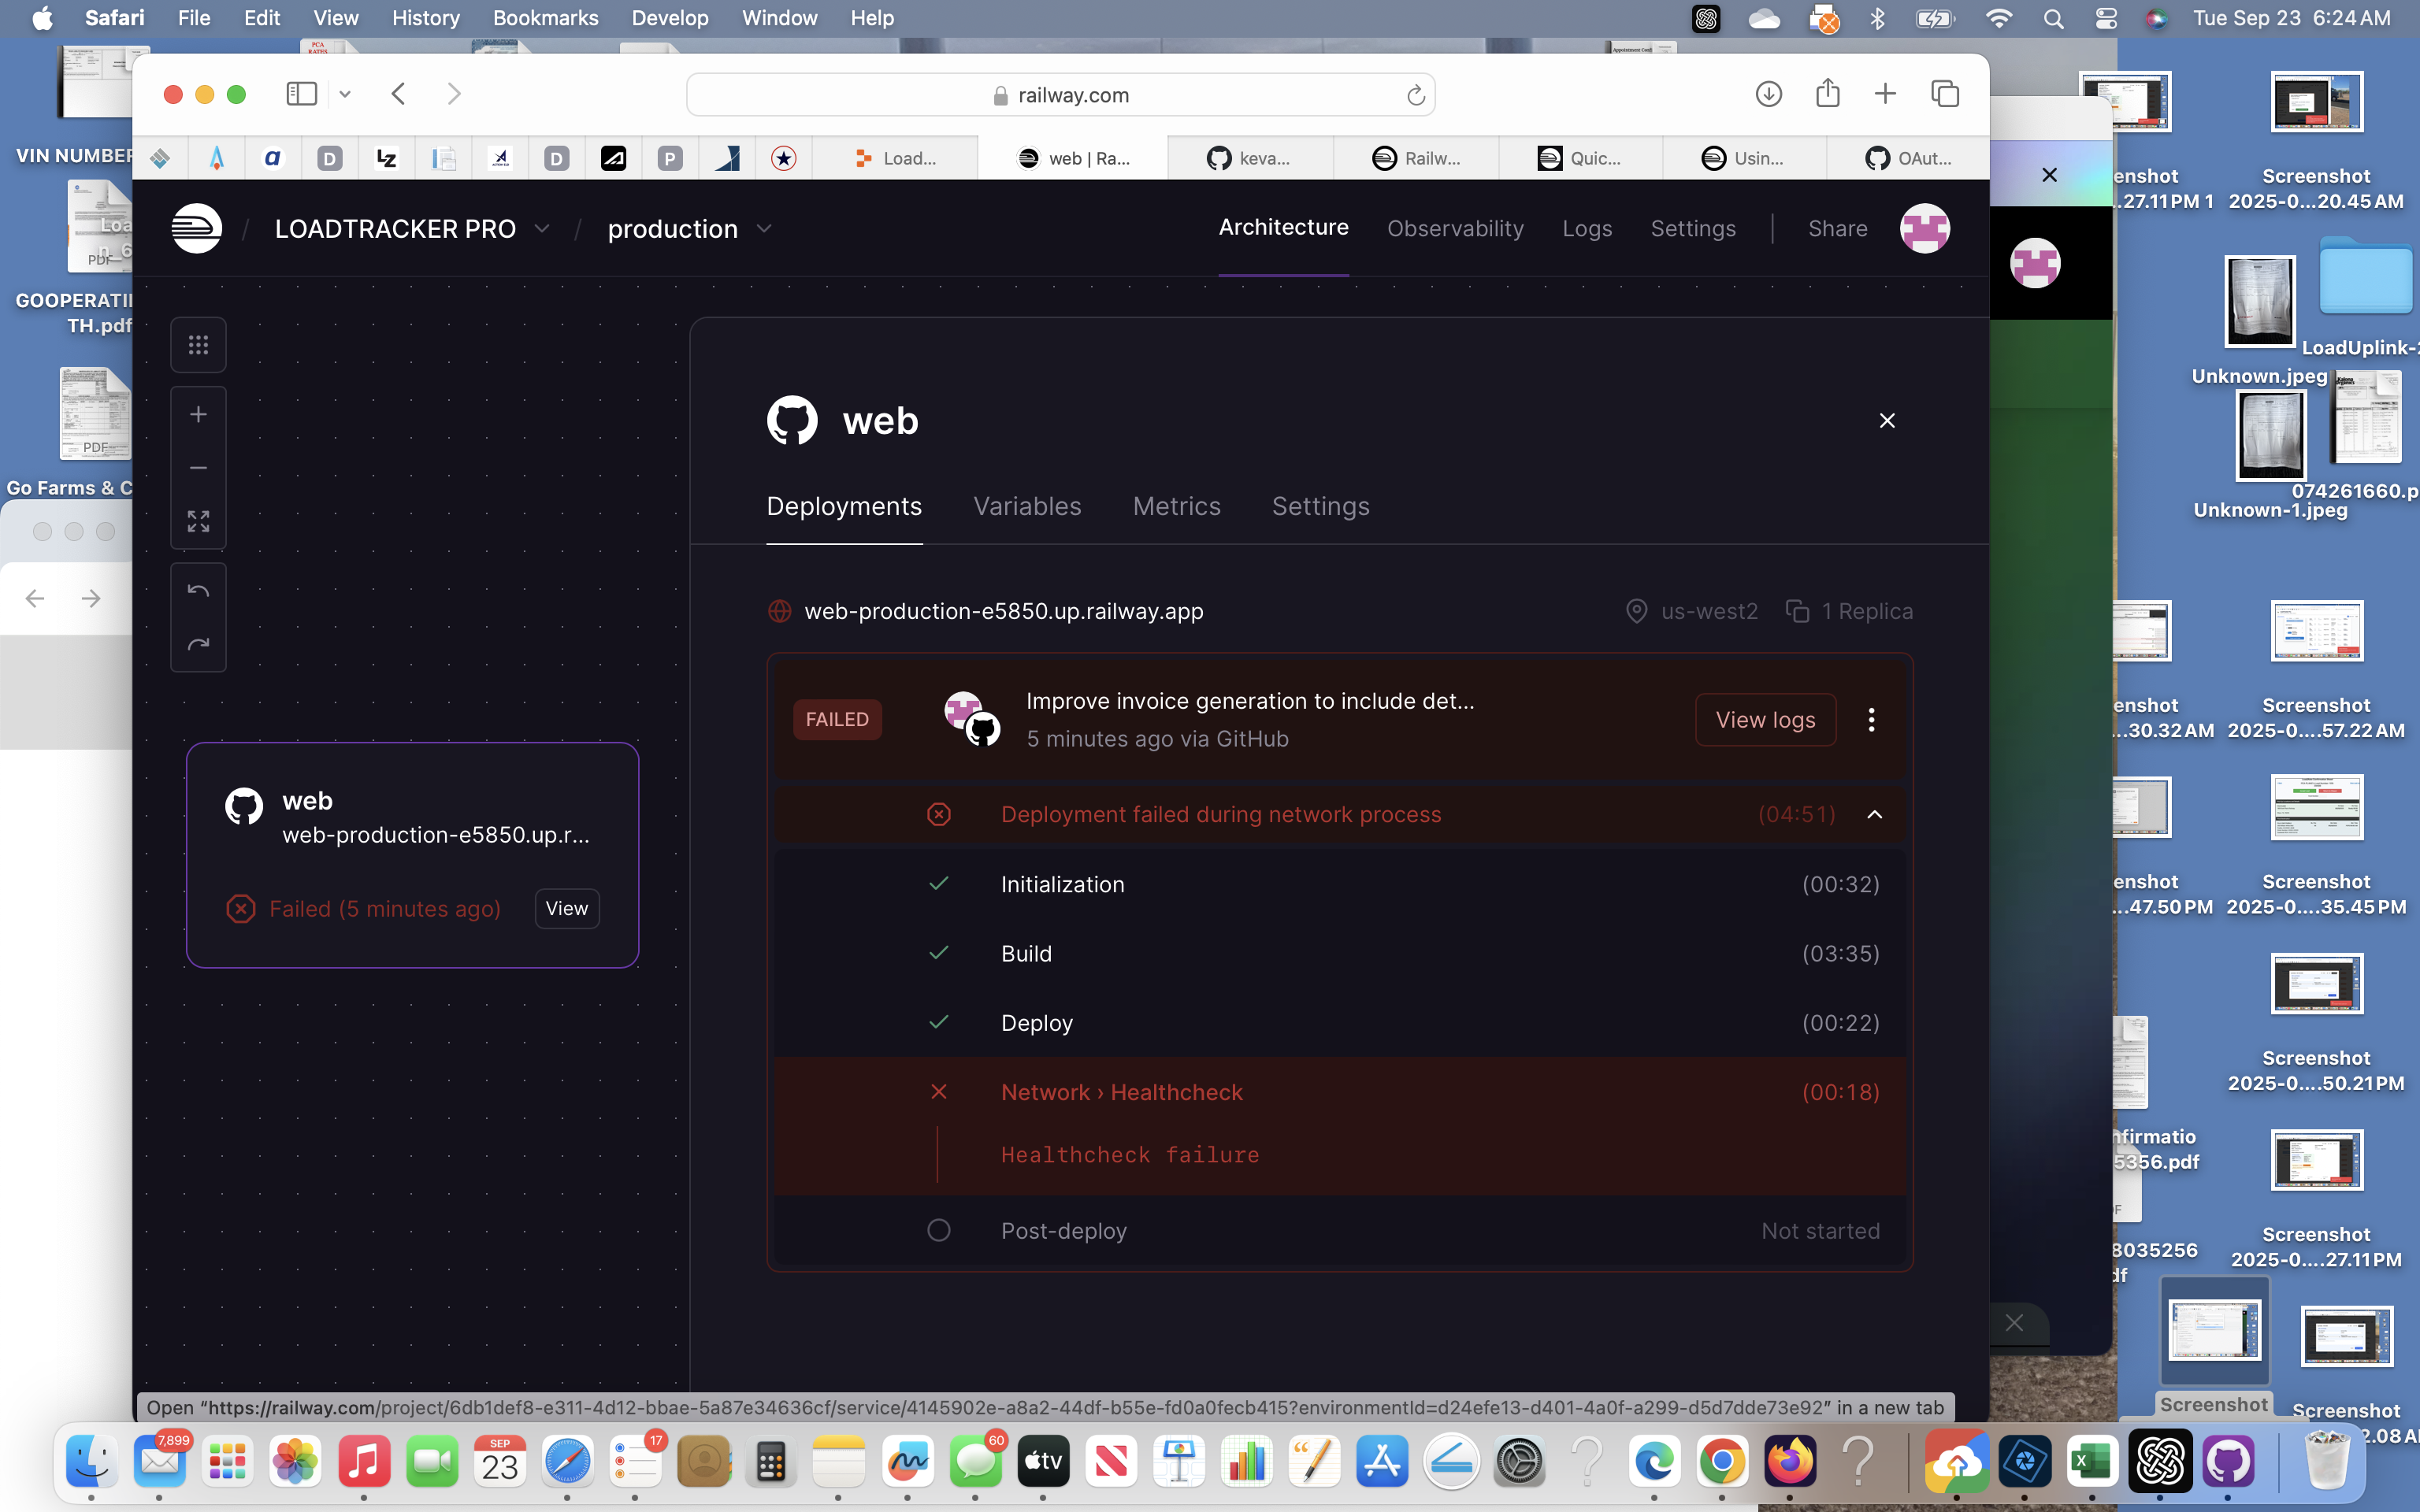 Safari File Edit View History Bookmarks Develop Window Help
Tue Sep 23 6:24 AM
PCA
RATES
VIN NUMBER
Loa
n_6
PDF
GOOPERATI
TH.pdf
PDF
Go Farms & C
railway.com
D
LZ
D
P
Load...
web | Ra...
keva...
Railw...
Quic...
Usin...
OAut...
/ LOADTRACKER PRO / production
Architecture Observability Logs Settings | Share
web
Deployments Variables Metrics Settings
web-production-e5850.up.railway.app
us-west2
1 Replica
FAILED
Improve invoice generation to include det...
5 minutes ago via GitHub
View logs
Deployment failed during network process (04:51)
Initialization (00:32)
Build (03:35)
Deploy (00:22)
Network › Healthcheck (00:18)
Healthcheck failure
Post-deploy Not started
web
web-production-e5850.up.r...
Failed (5 minutes ago)
View
Open “https://railway.com/project/6db1def8-e311-4d12-bbae-5a87e34636cf/service/4145902e-a8a2-44df-b55e-fd0a0fecb415?environmentId=d24efe13-d401-4a0f-a299-d5d7dde73e92” in a new tab
enshot
...27.11 PM 1
Screenshot
2025-0...20.45 AM
LoadUplink-
Unknown.jpeg
074261660.p
Unknown-1.jpeg
enshot
...30.32 AM
Screenshot
2025-0....57.22 AM
enshot
...47.50 PM
Screenshot
2025-0....35.45 PM
Screenshot
2025-0....50.21 PM
nfirmatio
5356.pdf
Screenshot
2025-0....27.11 PM
8035256
df
Screenshot
Screenshot
2.08 A
7,899
SEP
23
17
60
tv